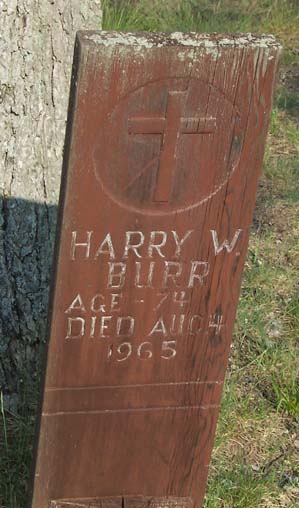 HARRY W.
BURR
AGE - 74
DIED AUG 4
1965